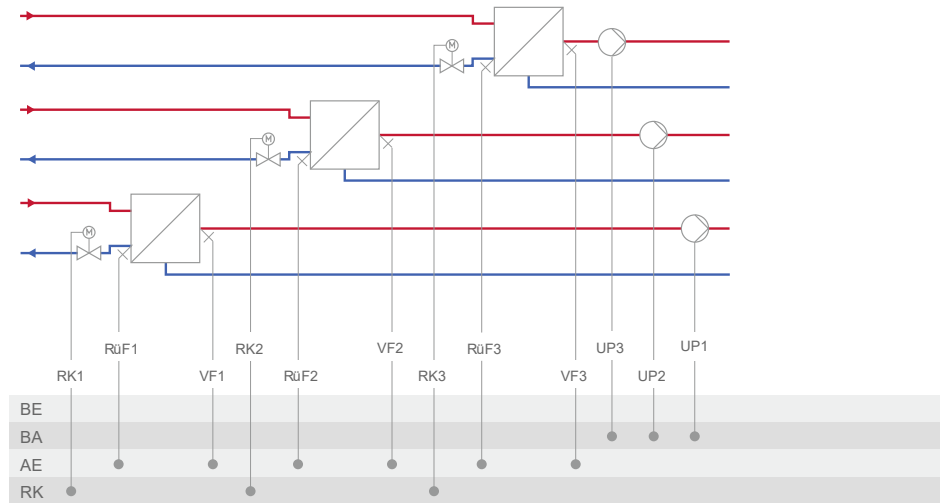 M
M
M
RüF1 RK2 VF2 RüF3 UP3 UP1
RK1 VF1 RüF2 RK3 VF3 UP2
BE
BA
AE
RK